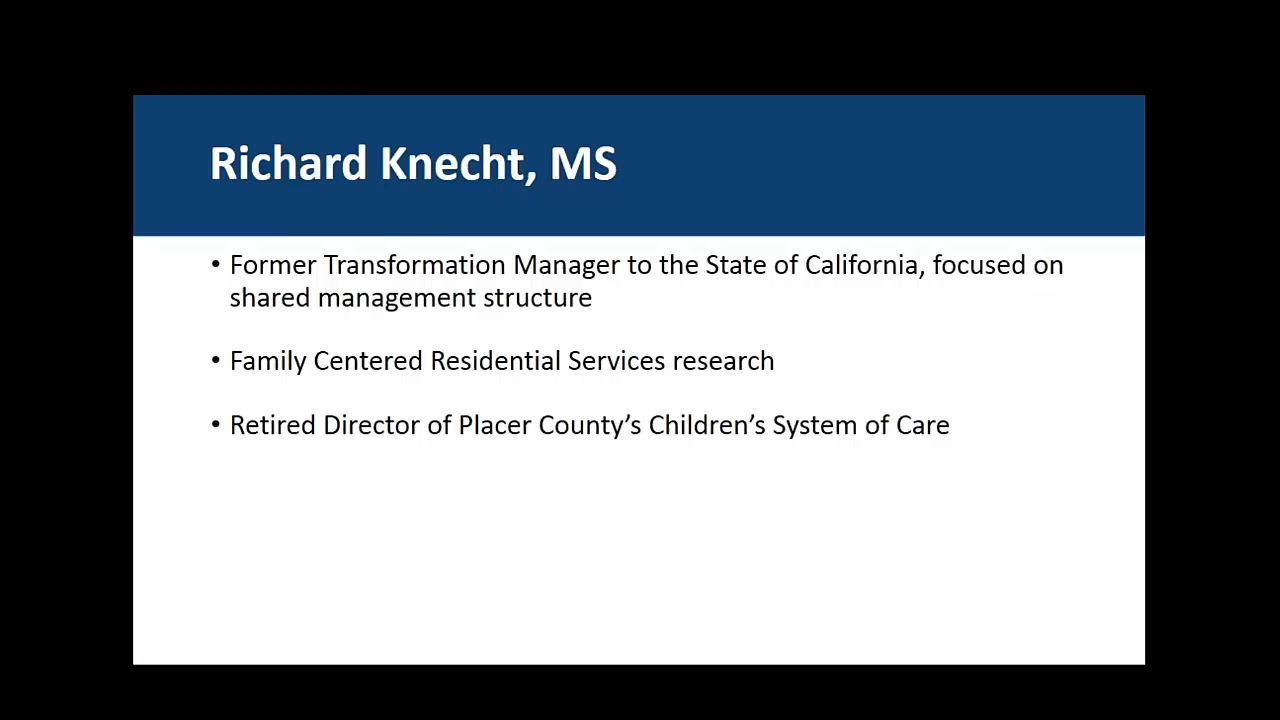 Richard Knecht, MS
• Former Transformation Manager to the State of California, focused on
shared management structure
• Family Centered Residential Services research
• Retired Director of Placer County’s Children’s System of Care